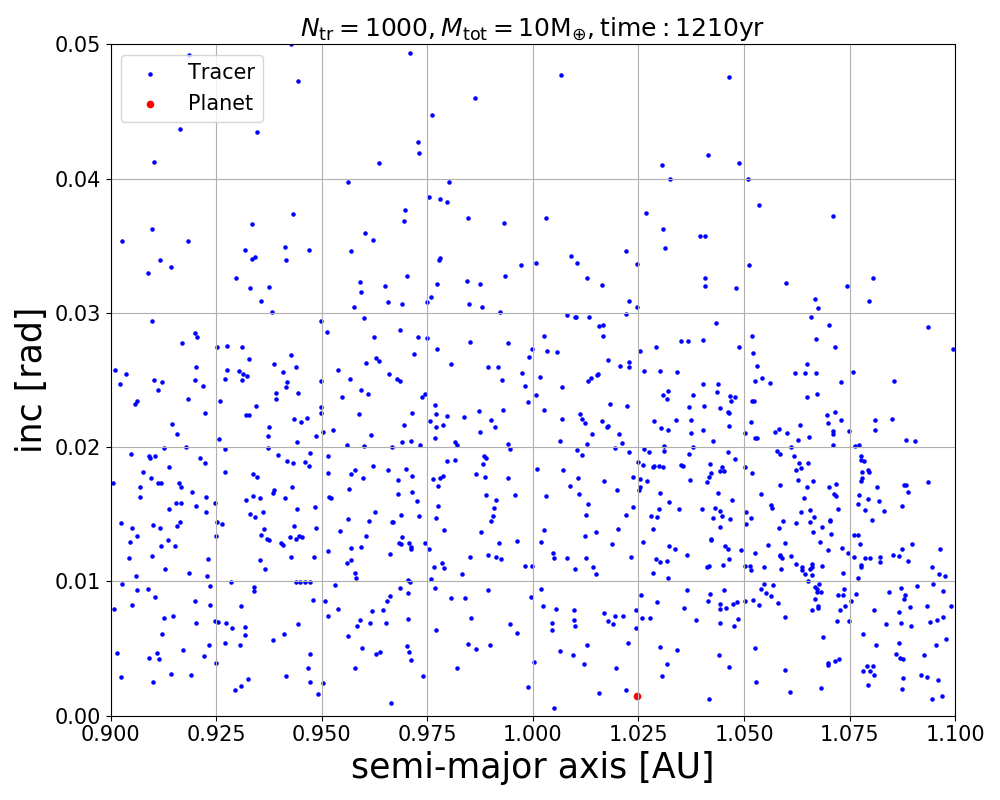 N_tr = 1000, M_tot = 10M_⊕, time : 1210yr
Tracer
Planet
inc [rad]
0.05
0.04
0.03
0.02
0.01
0.00
0.900 0.925 0.950 0.975 1.000 1.025 1.050 1.075 1.100
semi-major axis [AU]